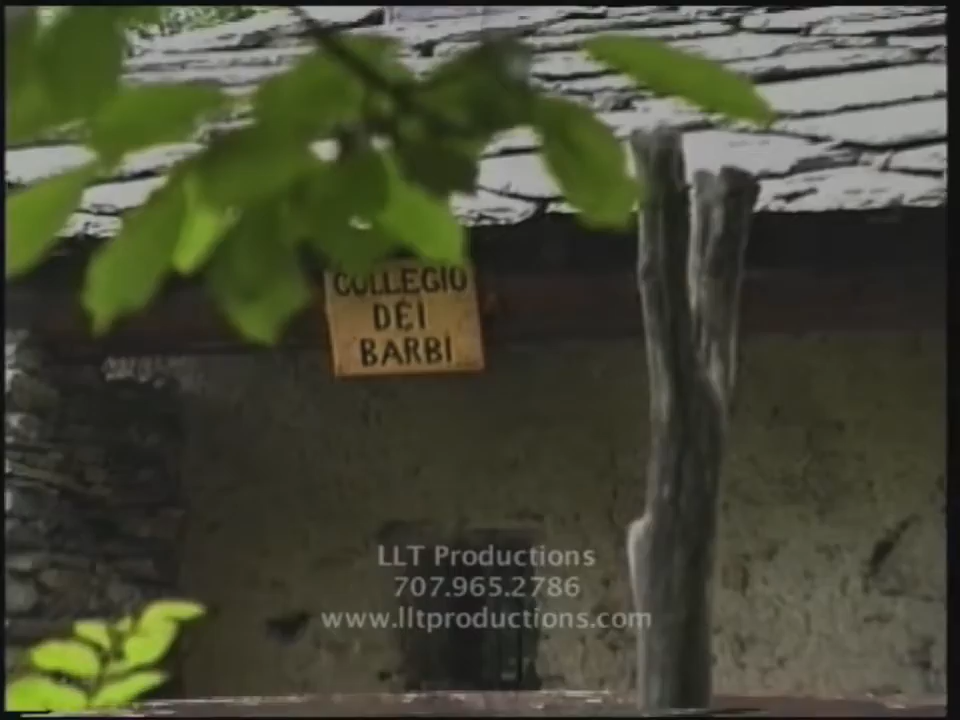 COLLEGIO
DEI
BARBI
LLT Productions
707.965.2786
www.lltproductions.com